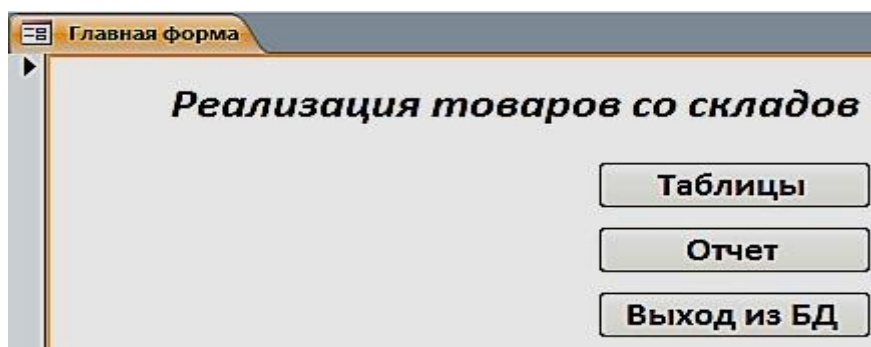 Главная форма
Реализация товаров со складов
Таблицы
Отчет
Выход из БД